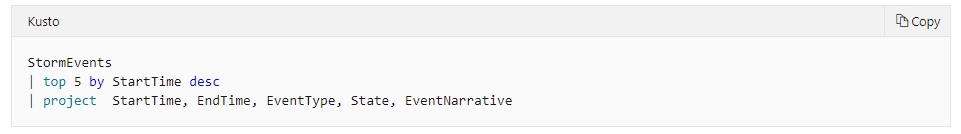 Kusto
Copy
StormEvents
| top 5 by StartTime desc
| project  StartTime, EndTime, EventType, State, EventNarrative